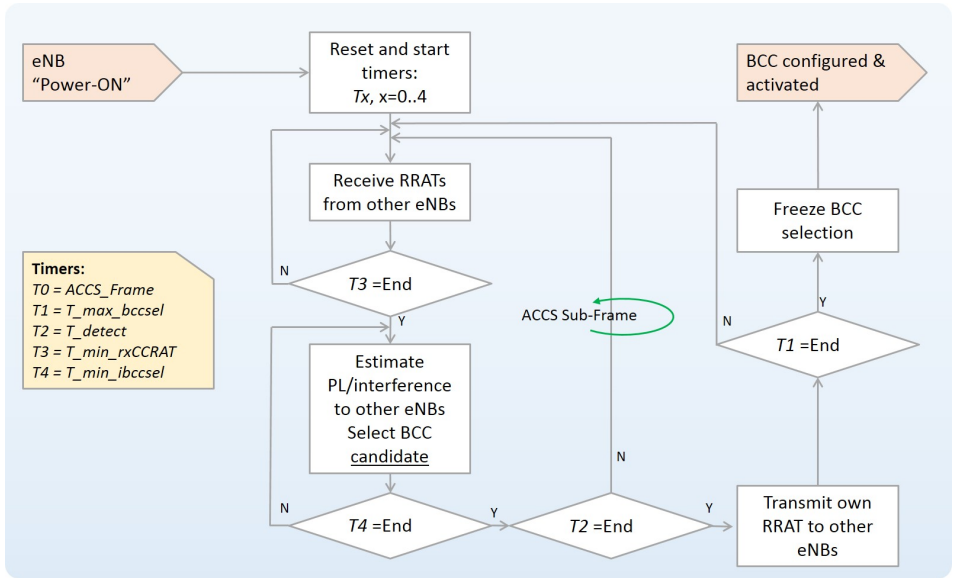 eNB
“Power-ON”
Reset and start
timers:
Tx, x=0..4
BCC configured &
activated
Receive RRATs
from other eNBs
Freeze BCC
selection
Timers:
T0 = ACCS_Frame
T1 = T_max_bccsel
T2 = T_detect
T3 = T_min_rxCCRAT
T4 = T_min_ibccsel
N
T3 =End
Y
ACCS Sub-Frame
Y
N
T1 =End
Estimate
PL/interference
to other eNBs
Select BCC
candidate
N
N
T4 =End
Y
T2 =End
Y
Transmit own
RRAT to other
eNBs